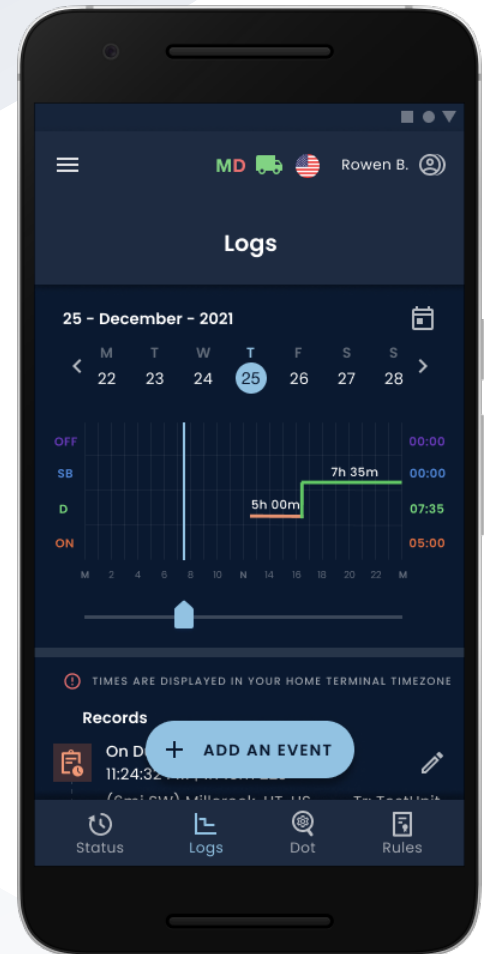 MD Rowen B.
Logs
25 - December - 2021
M T W T F S S
22 23 24 25 26 27 28
OFF 00:00
SB 7h 35m 00:00
D 5h 00m 07:35
ON 05:00
M 2 4 6 8 10 N 14 16 18 20 22 M
TIMES ARE DISPLAYED IN YOUR HOME TERMINAL TIMEZONE
Records
+ ADD AN EVENT
On D
11:24:32
Status Logs Dot Rules